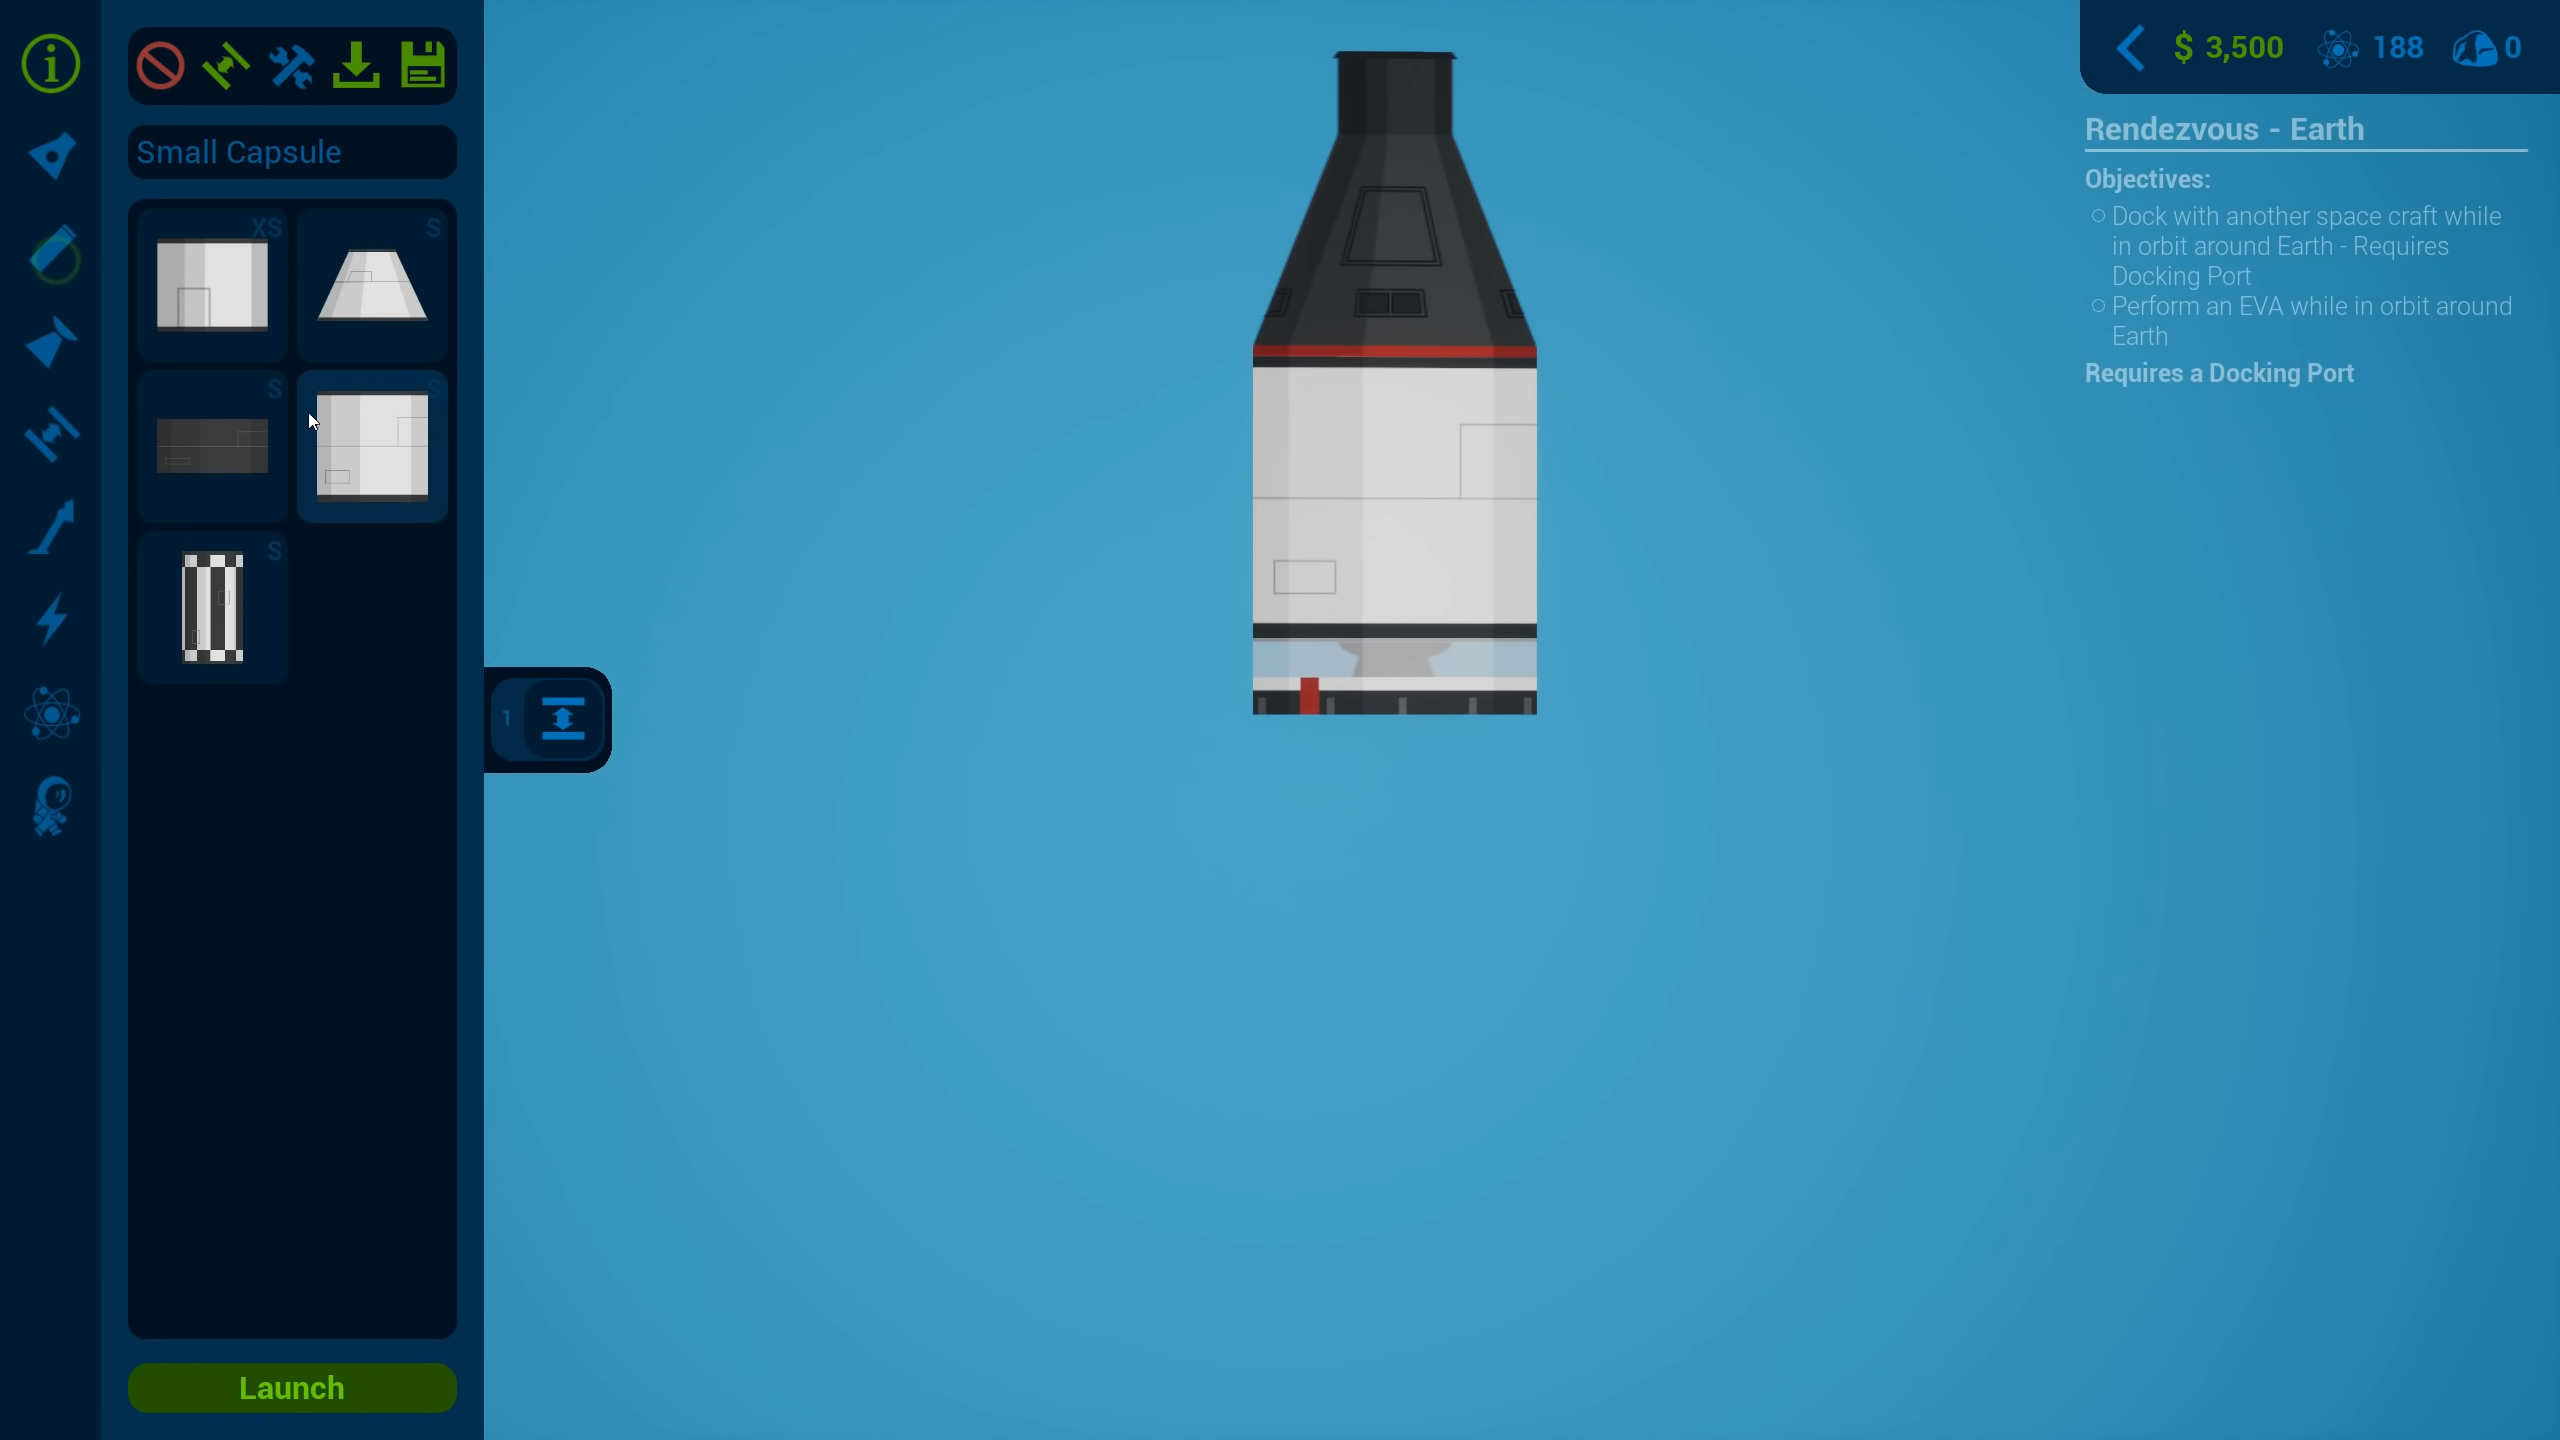 Small Capsule
XS
S
S
S
S
1
Launch
$ 3,500
188
0
Rendezvous - Earth
Objectives:
Dock with another space craft while
in orbit around Earth - Requires
Docking Port
Perform an EVA while in orbit around
Earth
Requires a Docking Port